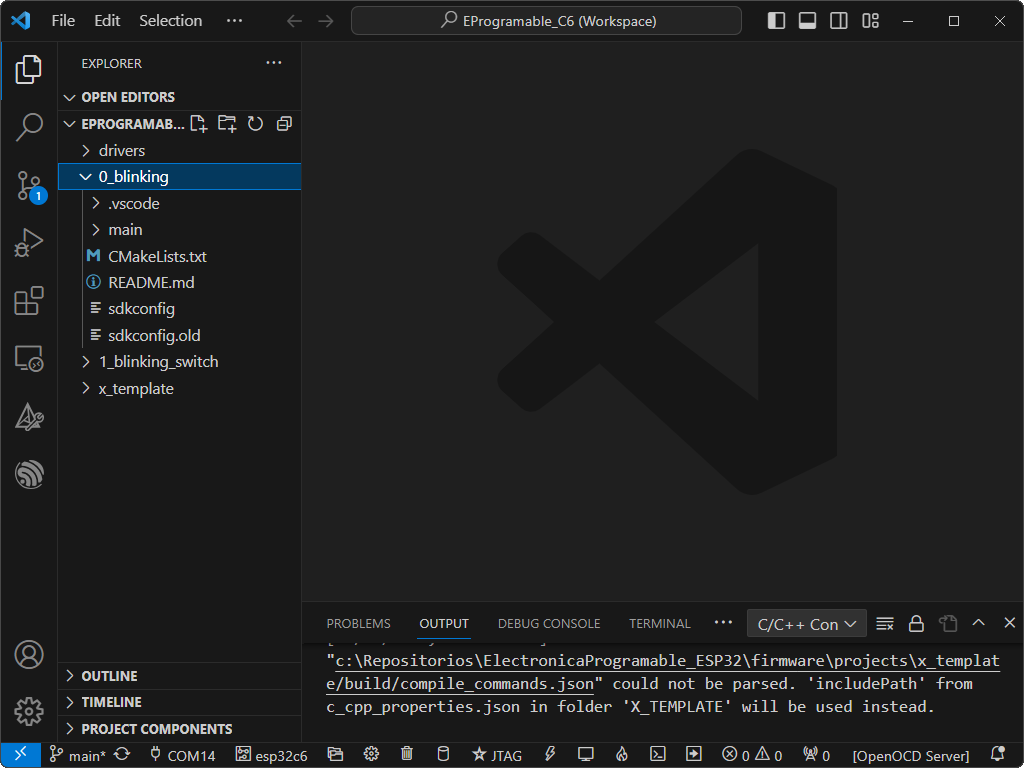 File Edit Selection ··· EProgramable_C6 (Workspace)
EXPLORER
OPEN EDITORS
EPROGRAMAB...
drivers
0_blinking
.vscode
main
CMakeLists.txt
README.md
sdkconfig
sdkconfig.old
1_blinking_switch
x_template
OUTLINE
TIMELINE
PROJECT COMPONENTS
1
PROBLEMS OUTPUT DEBUG CONSOLE TERMINAL ··· C/C++ Con
"c:\Repositorios\ElectronicaProgramable_ESP32\firmware\projects\x_templat
e/build/compile_commands.json" could not be parsed. 'includePath' from
c_cpp_properties.json in folder 'X_TEMPLATE' will be used instead.
main* COM14 esp32c6 JTAG 0 0 0 [OpenOCD Server]